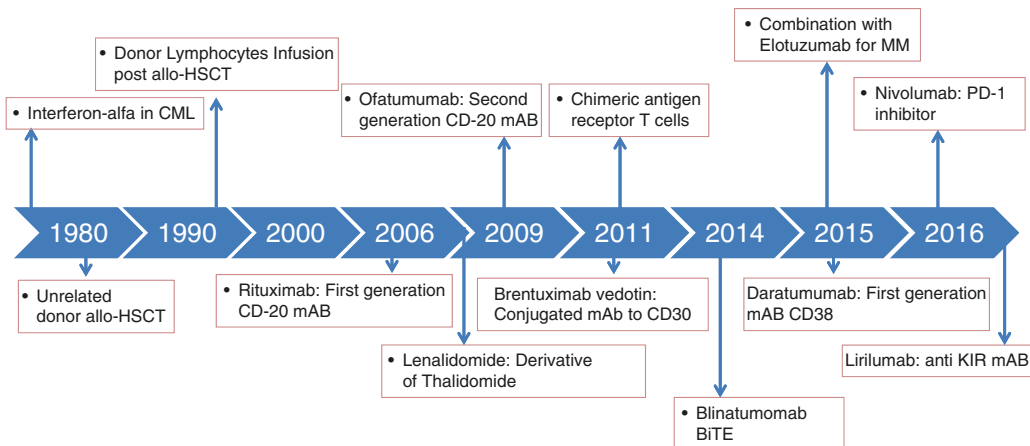 • Combination with
Elotuzumab for MM
• Donor Lymphocytes Infusion
post allo-HSCT
• Interferon-alfa in CML
• Ofatumumab: Second
generation CD-20 mAB
• Chimeric antigen
receptor T cells
• Nivolumab: PD-1
inhibitor
1980 1990 2000 2006 2009 2011 2014 2015 2016
• Unrelated
donor allo-HSCT
• Rituximab: First generation
CD-20 mAB
Brentuximab vedotin:
Conjugated mAb to CD30
Daratumumab: First generation
mAB CD38
• Lenalidomide: Derivative
of Thalidomide
Lirilumab: anti KIR mAB
• Blinatumomab
BiTE